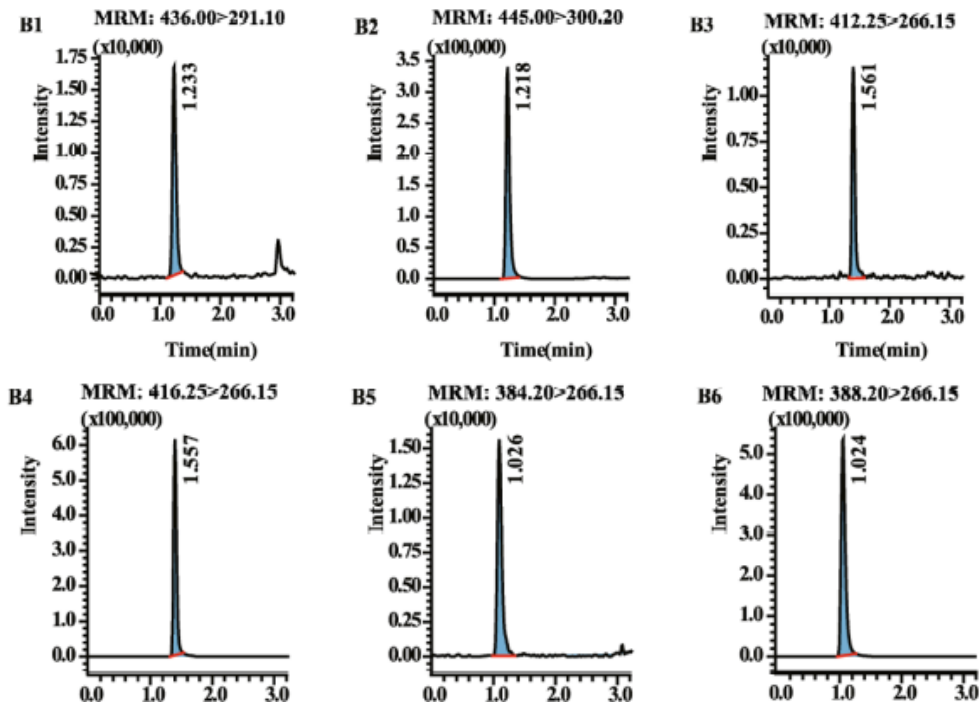 B1
MRM: 436.00>291.10
(x10,000)
1.75
1.50
1.25
1.00
0.75
0.50
0.25
0.00
Intensity
1.233
0.0 1.0 2.0 3.0
Time(min)
B2
MRM: 445.00>300.20
(x100,000)
3.5
3.0
2.5
2.0
1.5
1.0
0.5
0.0
Intensity
1.218
0.0 1.0 2.0 3.0
Time(min)
B3
MRM: 412.25>266.15
(x10,000)
1.00
0.75
0.50
0.25
0.00
Intensity
1.561
0.0 1.0 2.0 3.0
Time(min)
B4
MRM: 416.25>266.15
(x100,000)
6.0
5.0
4.0
3.0
2.0
1.0
0.0
Intensity
1.557
0.0 1.0 2.0 3.0
B5
MRM: 384.20>266.15
(x10,000)
1.50
1.25
1.00
0.75
0.50
0.25
0.00
Intensity
1.026
0.0 1.0 2.0 3.0
B6
MRM: 388.20>266.15
(x100,000)
5.0
4.0
3.0
2.0
1.0
0.0
Intensity
1.024
0.0 1.0 2.0 3.0